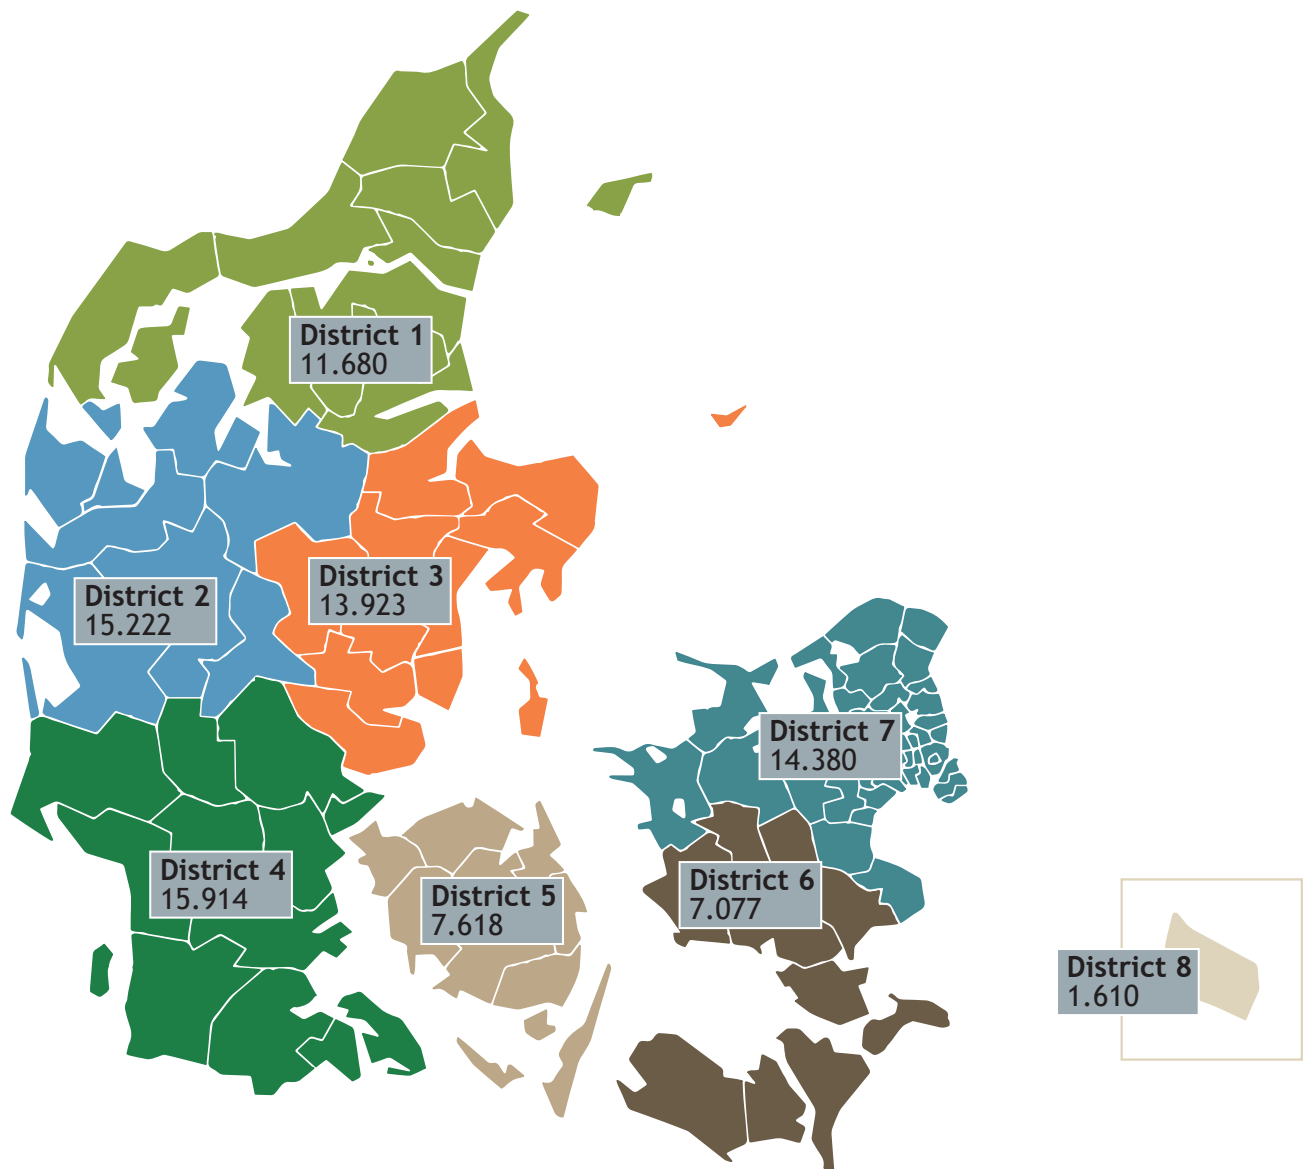 District 1
11.680
District 2
15.222
District 3
13.923
District 4
15.914
District 5
7.618
District 6
7.077
District 7
14.380
District 8
1.610